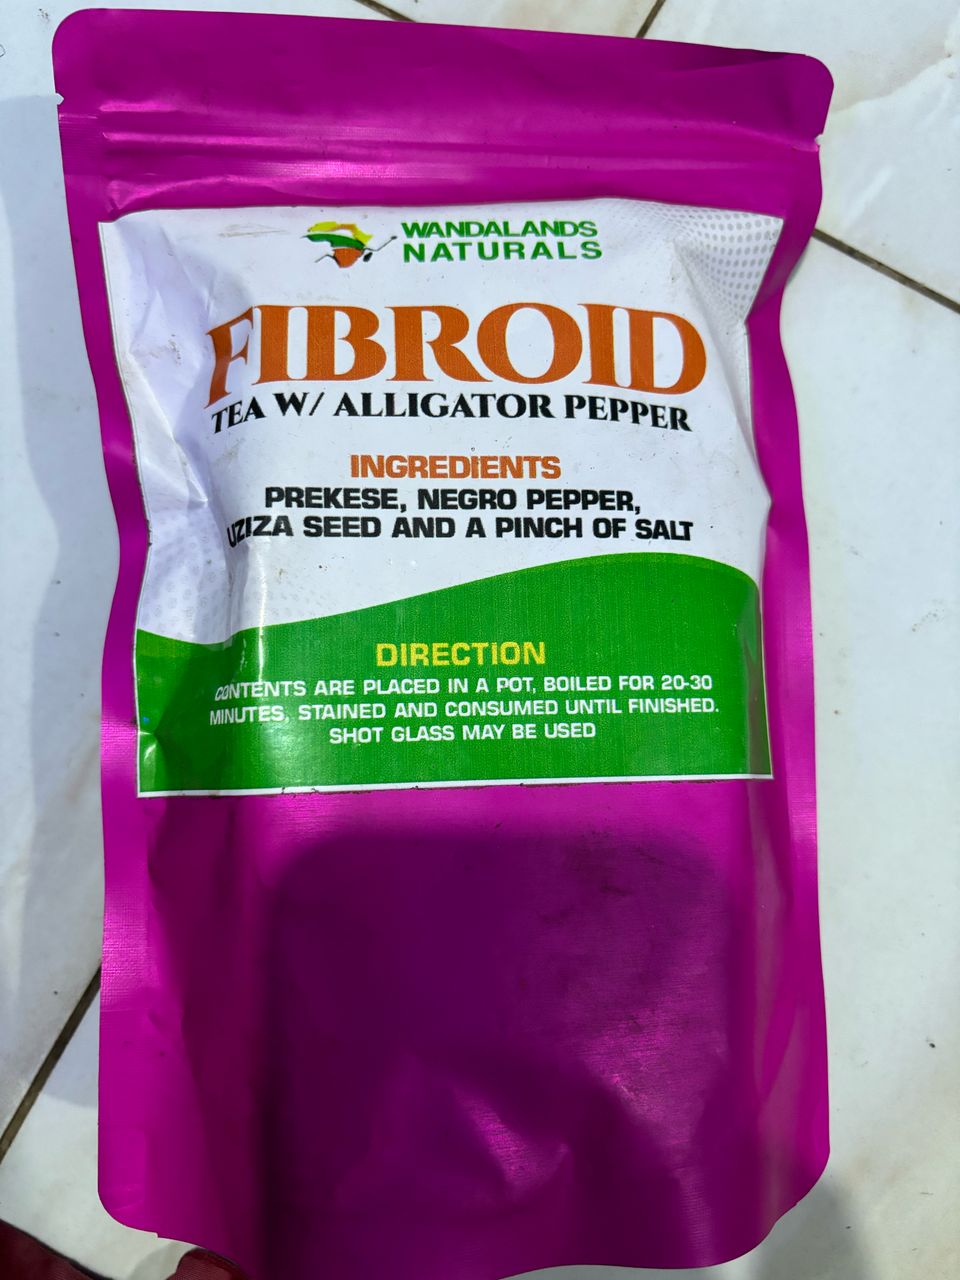 WANDALANDS
NATURALS
FIBROID
TEA W/ ALLIGATOR PEPPER
INGREDIENTS
PREKESE, NEGRO PEPPER,
UZIZA SEED AND A PINCH OF SALT
DIRECTION
CONTENTS ARE PLACED IN A POT, BOILED FOR 20-30
MINUTES, STAINED AND CONSUMED UNTIL FINISHED.
SHOT GLASS MAY BE USED